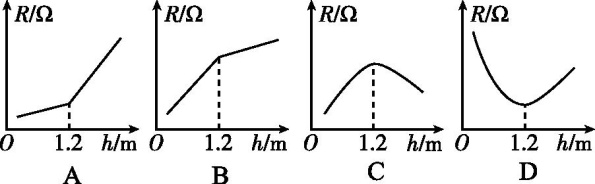 R/Ω R/Ω R/Ω R/Ω
O 1.2 h/m O 1.2 h/m O 1.2 h/m O 1.2 h/m
A B C D